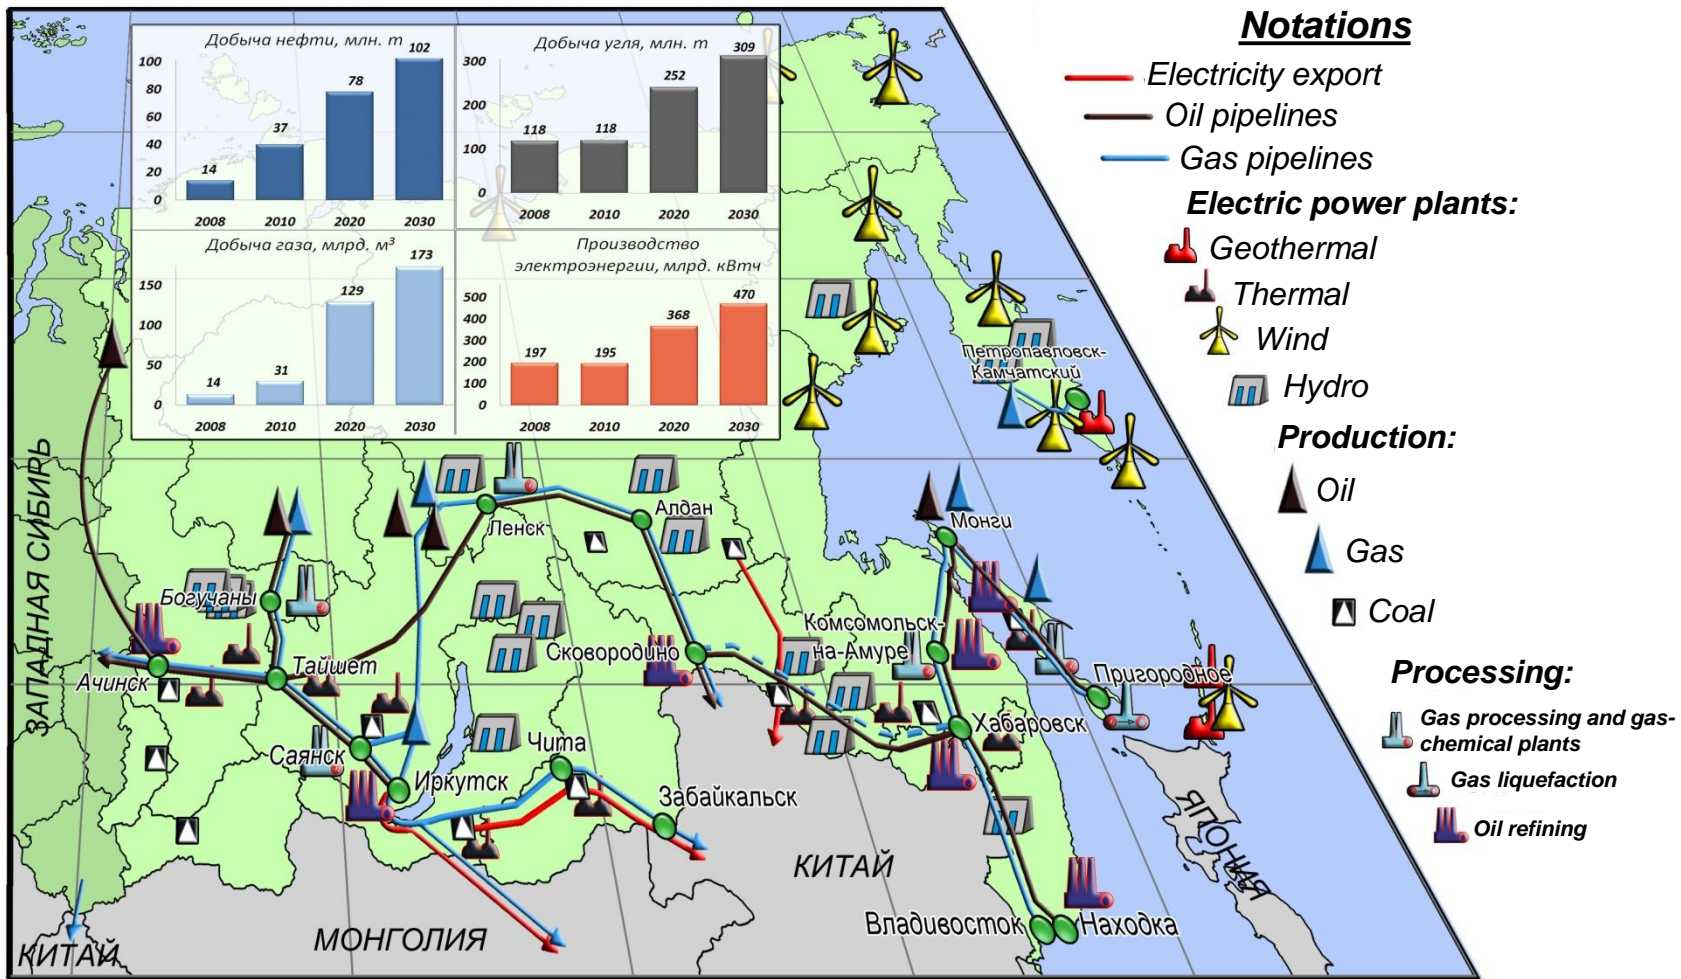 Добыча нефти, млн. т
100
80
60
40
20
0
14
37
78
102
2008
2010
2020
2030
Добыча угля, млн. т
300
200
100
0
118
118
252
309
2008
2010
2020
2030
Добыча газа, млрд. м³
150
100
50
0
14
31
129
173
2008
2010
2020
2030
Производство
электроэнергии, млрд. кВтч
500
400
300
200
100
0
197
195
368
470
2008
2010
2020
2030
Notations
Electricity export
Oil pipelines
Gas pipelines
Electric power plants:
Geothermal
Thermal
Wind
Hydro
Production:
Oil
Gas
Coal
Processing:
Gas processing and gas-
chemical plants
Gas liquefaction
Oil refining
ЗАПАДНАЯ СИБИРЬ
Петропавловск-
Камчатский
Ленск
Алдан
Монги
Богучаны
Ачинск
Тайшет
Сковородино
Комсомольск-
на-Амуре
Пригородное
Хабаровск
Саянск
Иркутск
Чита
Забайкальск
КИТАЙ
ЯПОНИЯ
Владивосток
Находка
МОНГОЛИЯ
КИТАЙ